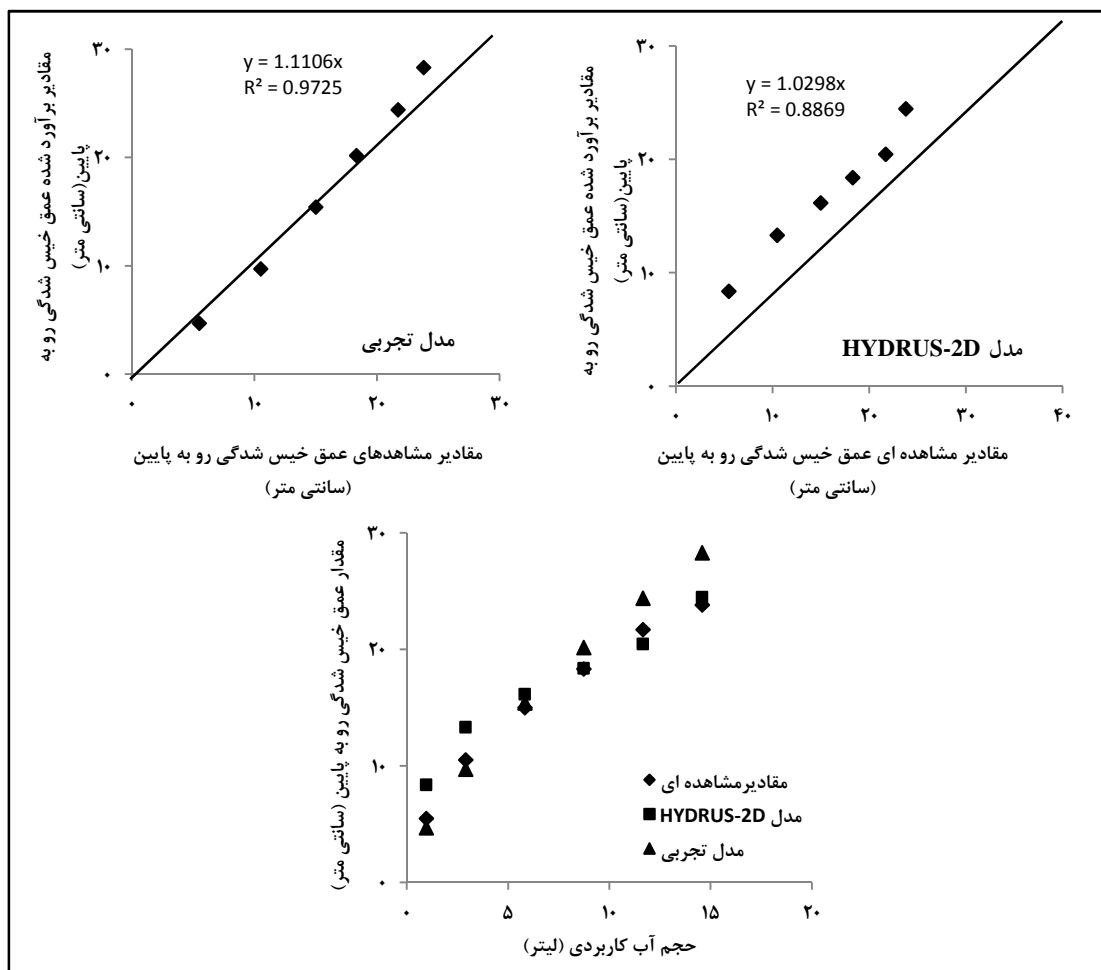 مقادیر برآورد شده عمق خیس شدگی رو به
پایین(سانتی متر)
y = 1.1106x
R² = 0.9725
۳۰
۲۰
۱۰
۰
مدل تجربی
۰
۱۰
۲۰
۳۰
مقادیر مشاهدهای عمق خیس شدگی رو به پایین
(سانتی متر)
مقادیر برآورد شده عمق خیس شدگی رو به
پایین(سانتی متر)
y = 1.0298x
R² = 0.8869
۳۰
۲۰
۱۰
۰
مدل HYDRUS-2D
۰
۱۰
۲۰
۳۰
۴۰
مقادیر مشاهده ای عمق خیس شدگی رو به پایین
(سانتی متر)
مقدار عمق خیس شدگی رو به پایین (سانتی متر)
۳۰
۲۰
۱۰
۰
مقادیرمشاهده ای
مدل HYDRUS-2D
مدل تجربی
۰
۵
۱۰
۱۵
۲۰
حجم آب کاربردی (لیتر)